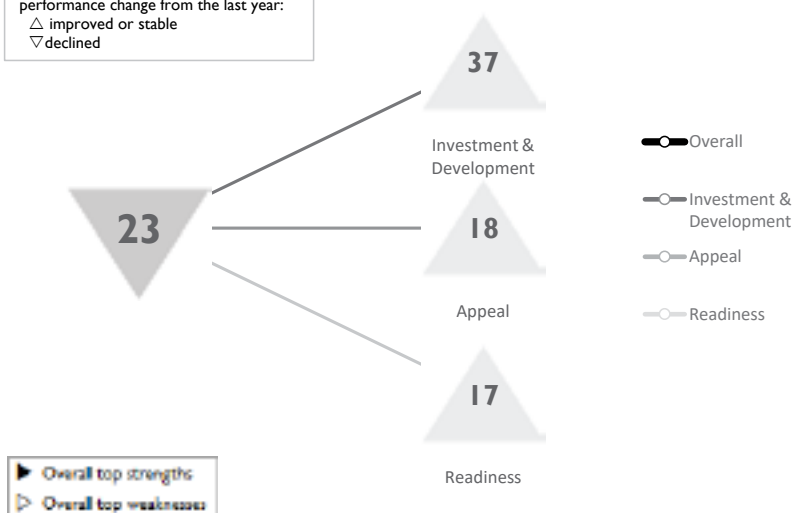 performance change from the last year:
△ improved or stable
▽ declined
37
Investment &
Development
23
18
Appeal
17
Readiness
Overall
Investment &
Development
Appeal
Readiness
▶ Overall top strengths
▷ Overall top weaknesses